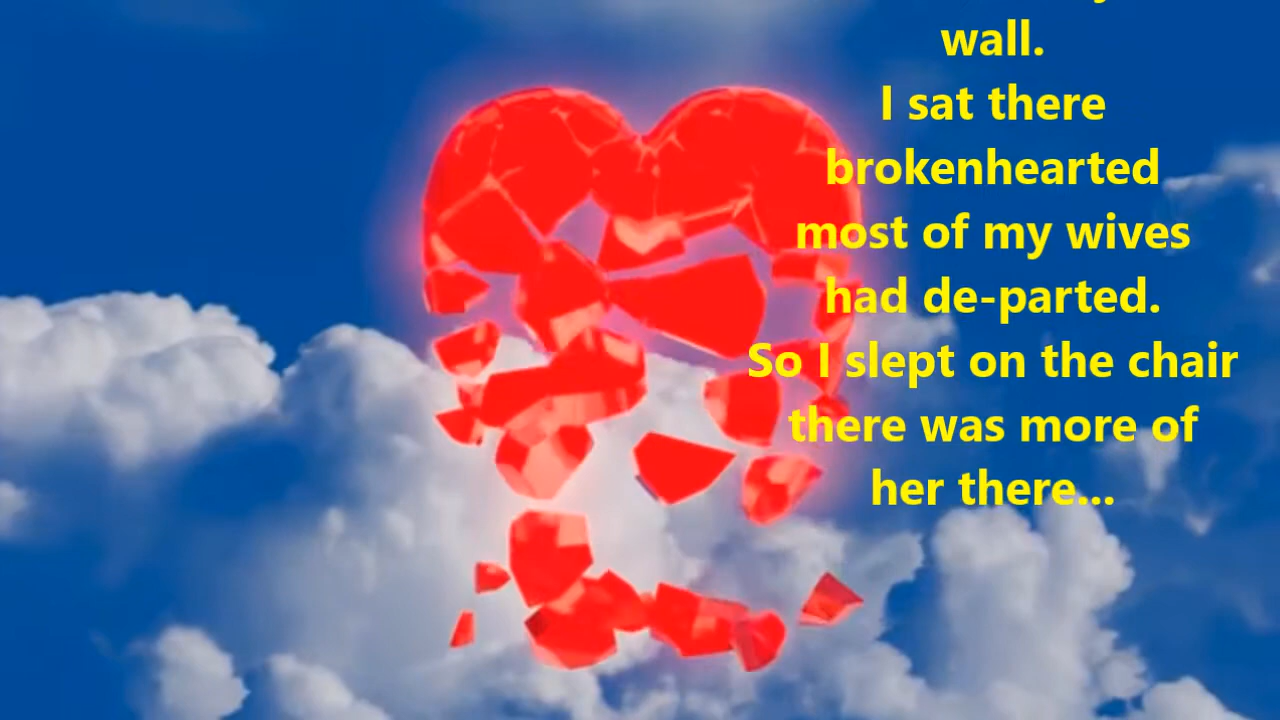 wall.
I sat there
brokenhearted
most of my wives
had de-parted.
So I slept on the chair
there was more of
her there...